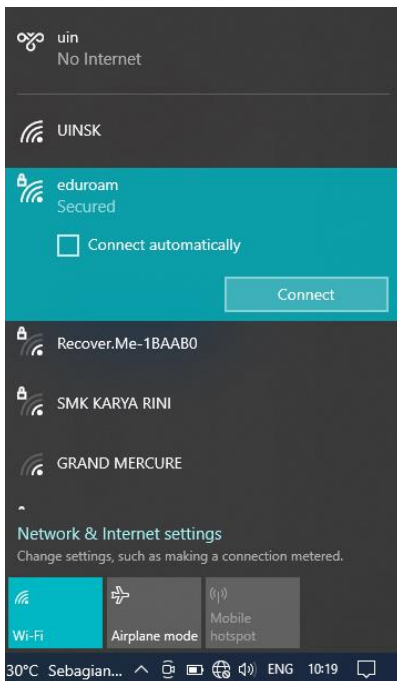 uin
No Internet
UINSK
eduroam
Secured
Connect automatically
Connect
Recover.Me-1BAAB0
SMK KARYA RINI
GRAND MERCURE
Network & Internet settings
Change settings, such as making a connection metered.
Wi-Fi
Airplane mode
Mobile
hotspot
30°C Sebagian... ENG 10:19